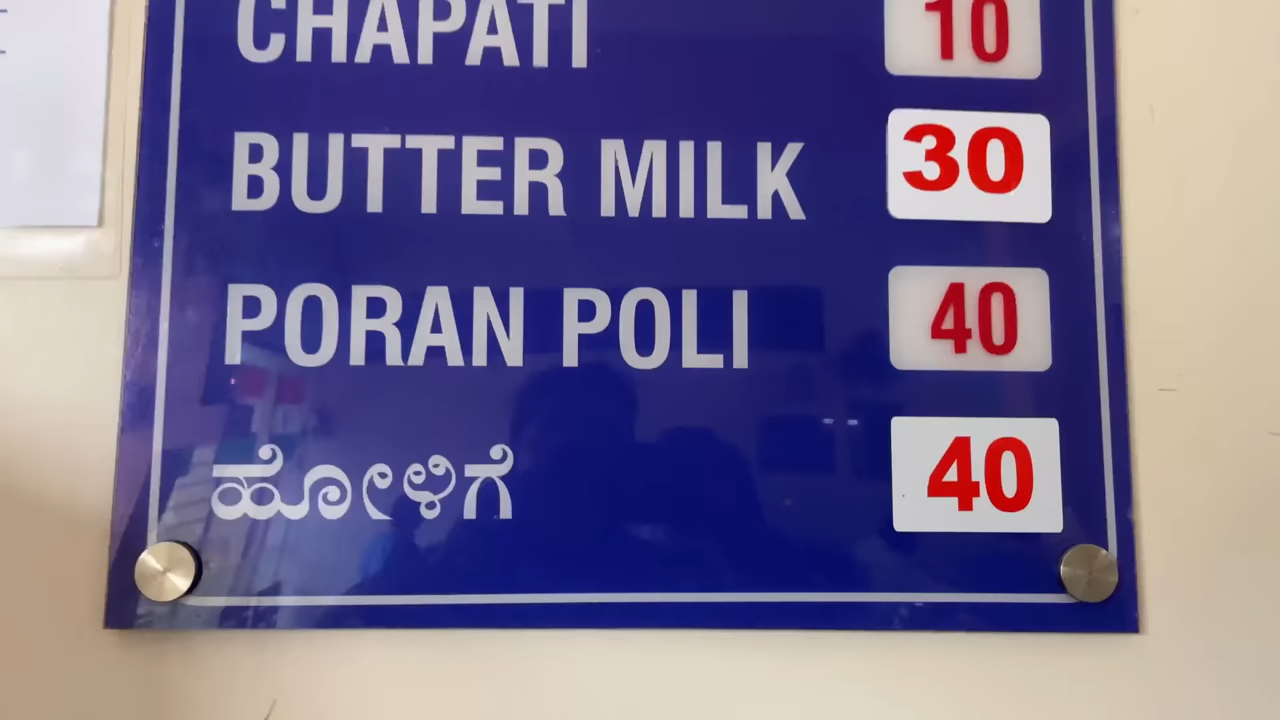 CHAPATI 10
BUTTER MILK 30
PORAN POLI 40
ಹೋಳಿಗೆ 40